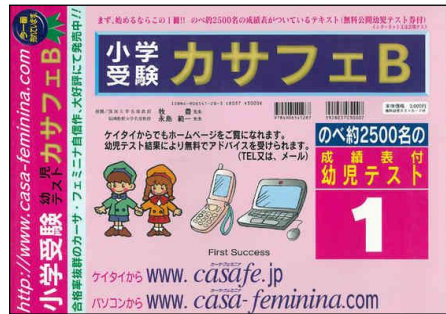 まず、始めるならこの1冊!! のべ約2500名の成績表がついているテキスト(無料公開幼児テスト券付)
小学
受験
カサフェB
牧 豊
永島 範一
ケイタイからでもホームページをご覧になれます。
幼児テスト結果により無料でアドバイスを受けられます。
(TEL又は、メール)
のべ約2500名の
成績表付
幼児テスト
1
First Success
ケイタイから www.casafe.jp
パソコンから www.casa-feminina.com
http://www.casa-feminina.com
小学受験 幼児テスト カサフェB
合格率抜群のカーサ・フェミニナ自信作、大好評にて発売中!!